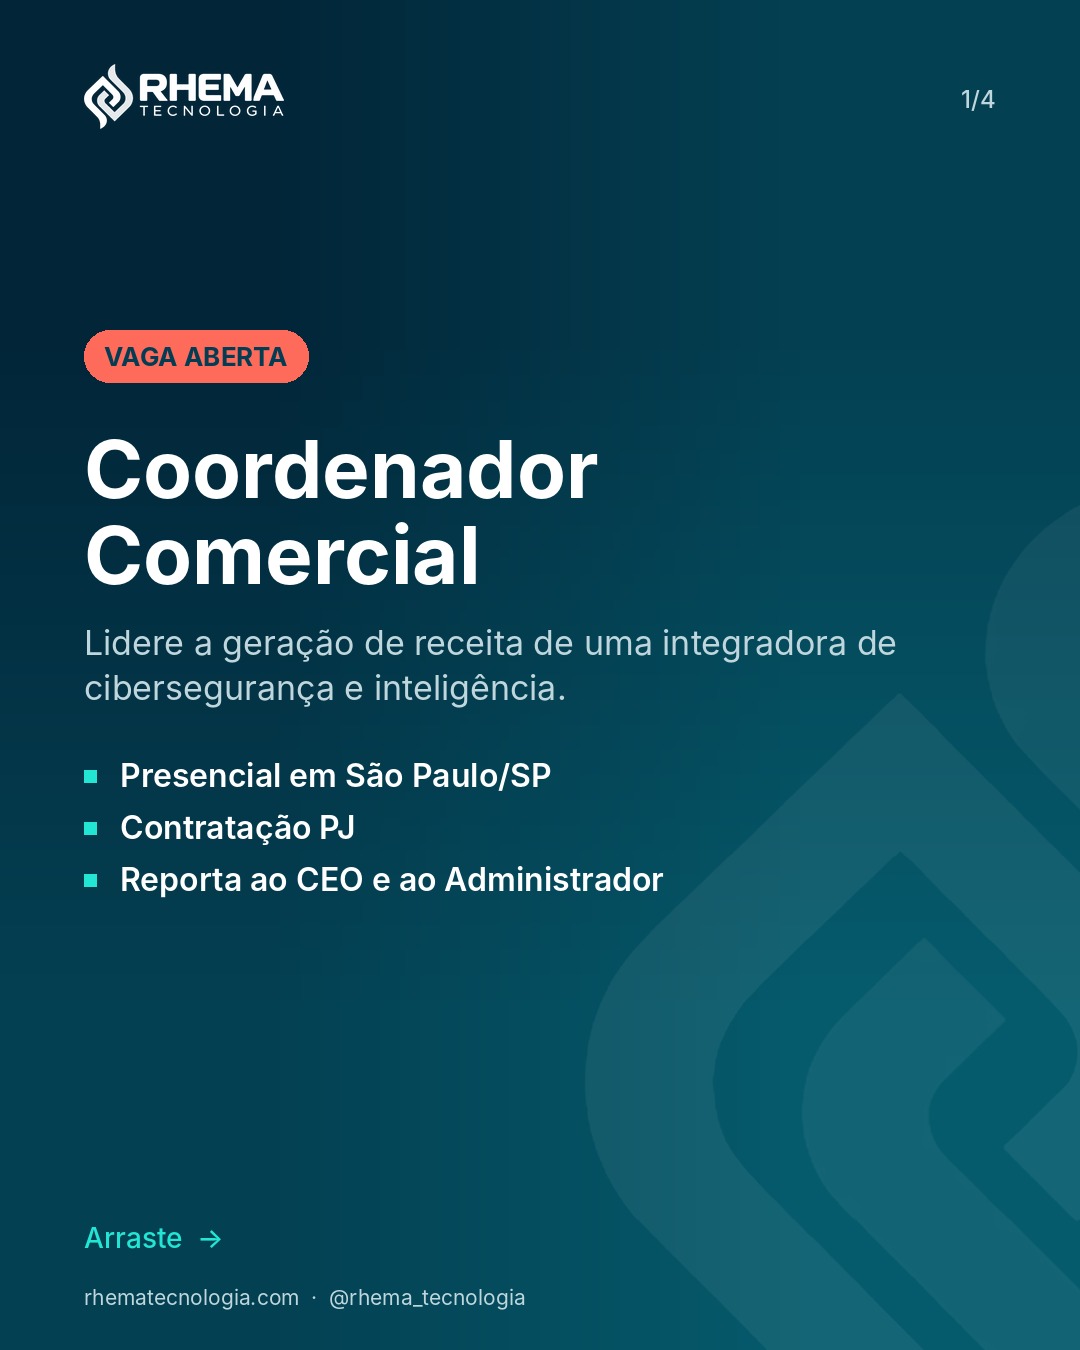 RHEMA
TECNOLOGIA
1/4
VAGA ABERTA
Coordenador
Comercial
Lidere a geração de receita de uma integradora de
cibersegurança e inteligência.
Presencial em São Paulo/SP
Contratação PJ
Reporta ao CEO e ao Administrador
Arraste →
rhematecnologia.com · @rhema_tecnologia